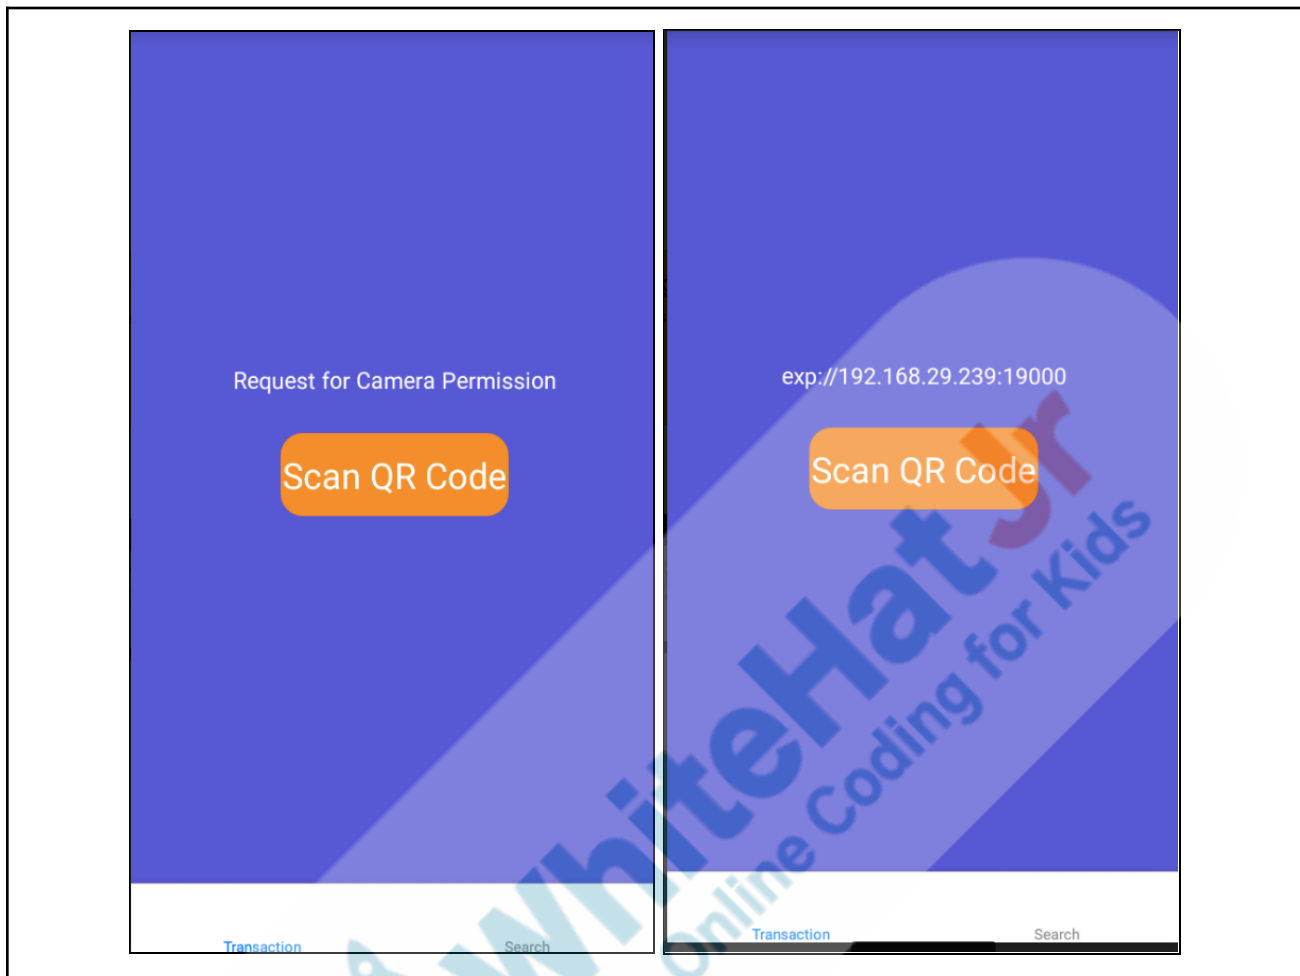 Request for Camera Permission
Scan QR Code
Transaction
Search
exp://192.168.29.239:19000
Scan QR Code
Transaction
Search
WhiteHat Jr
Online Coding for Kids